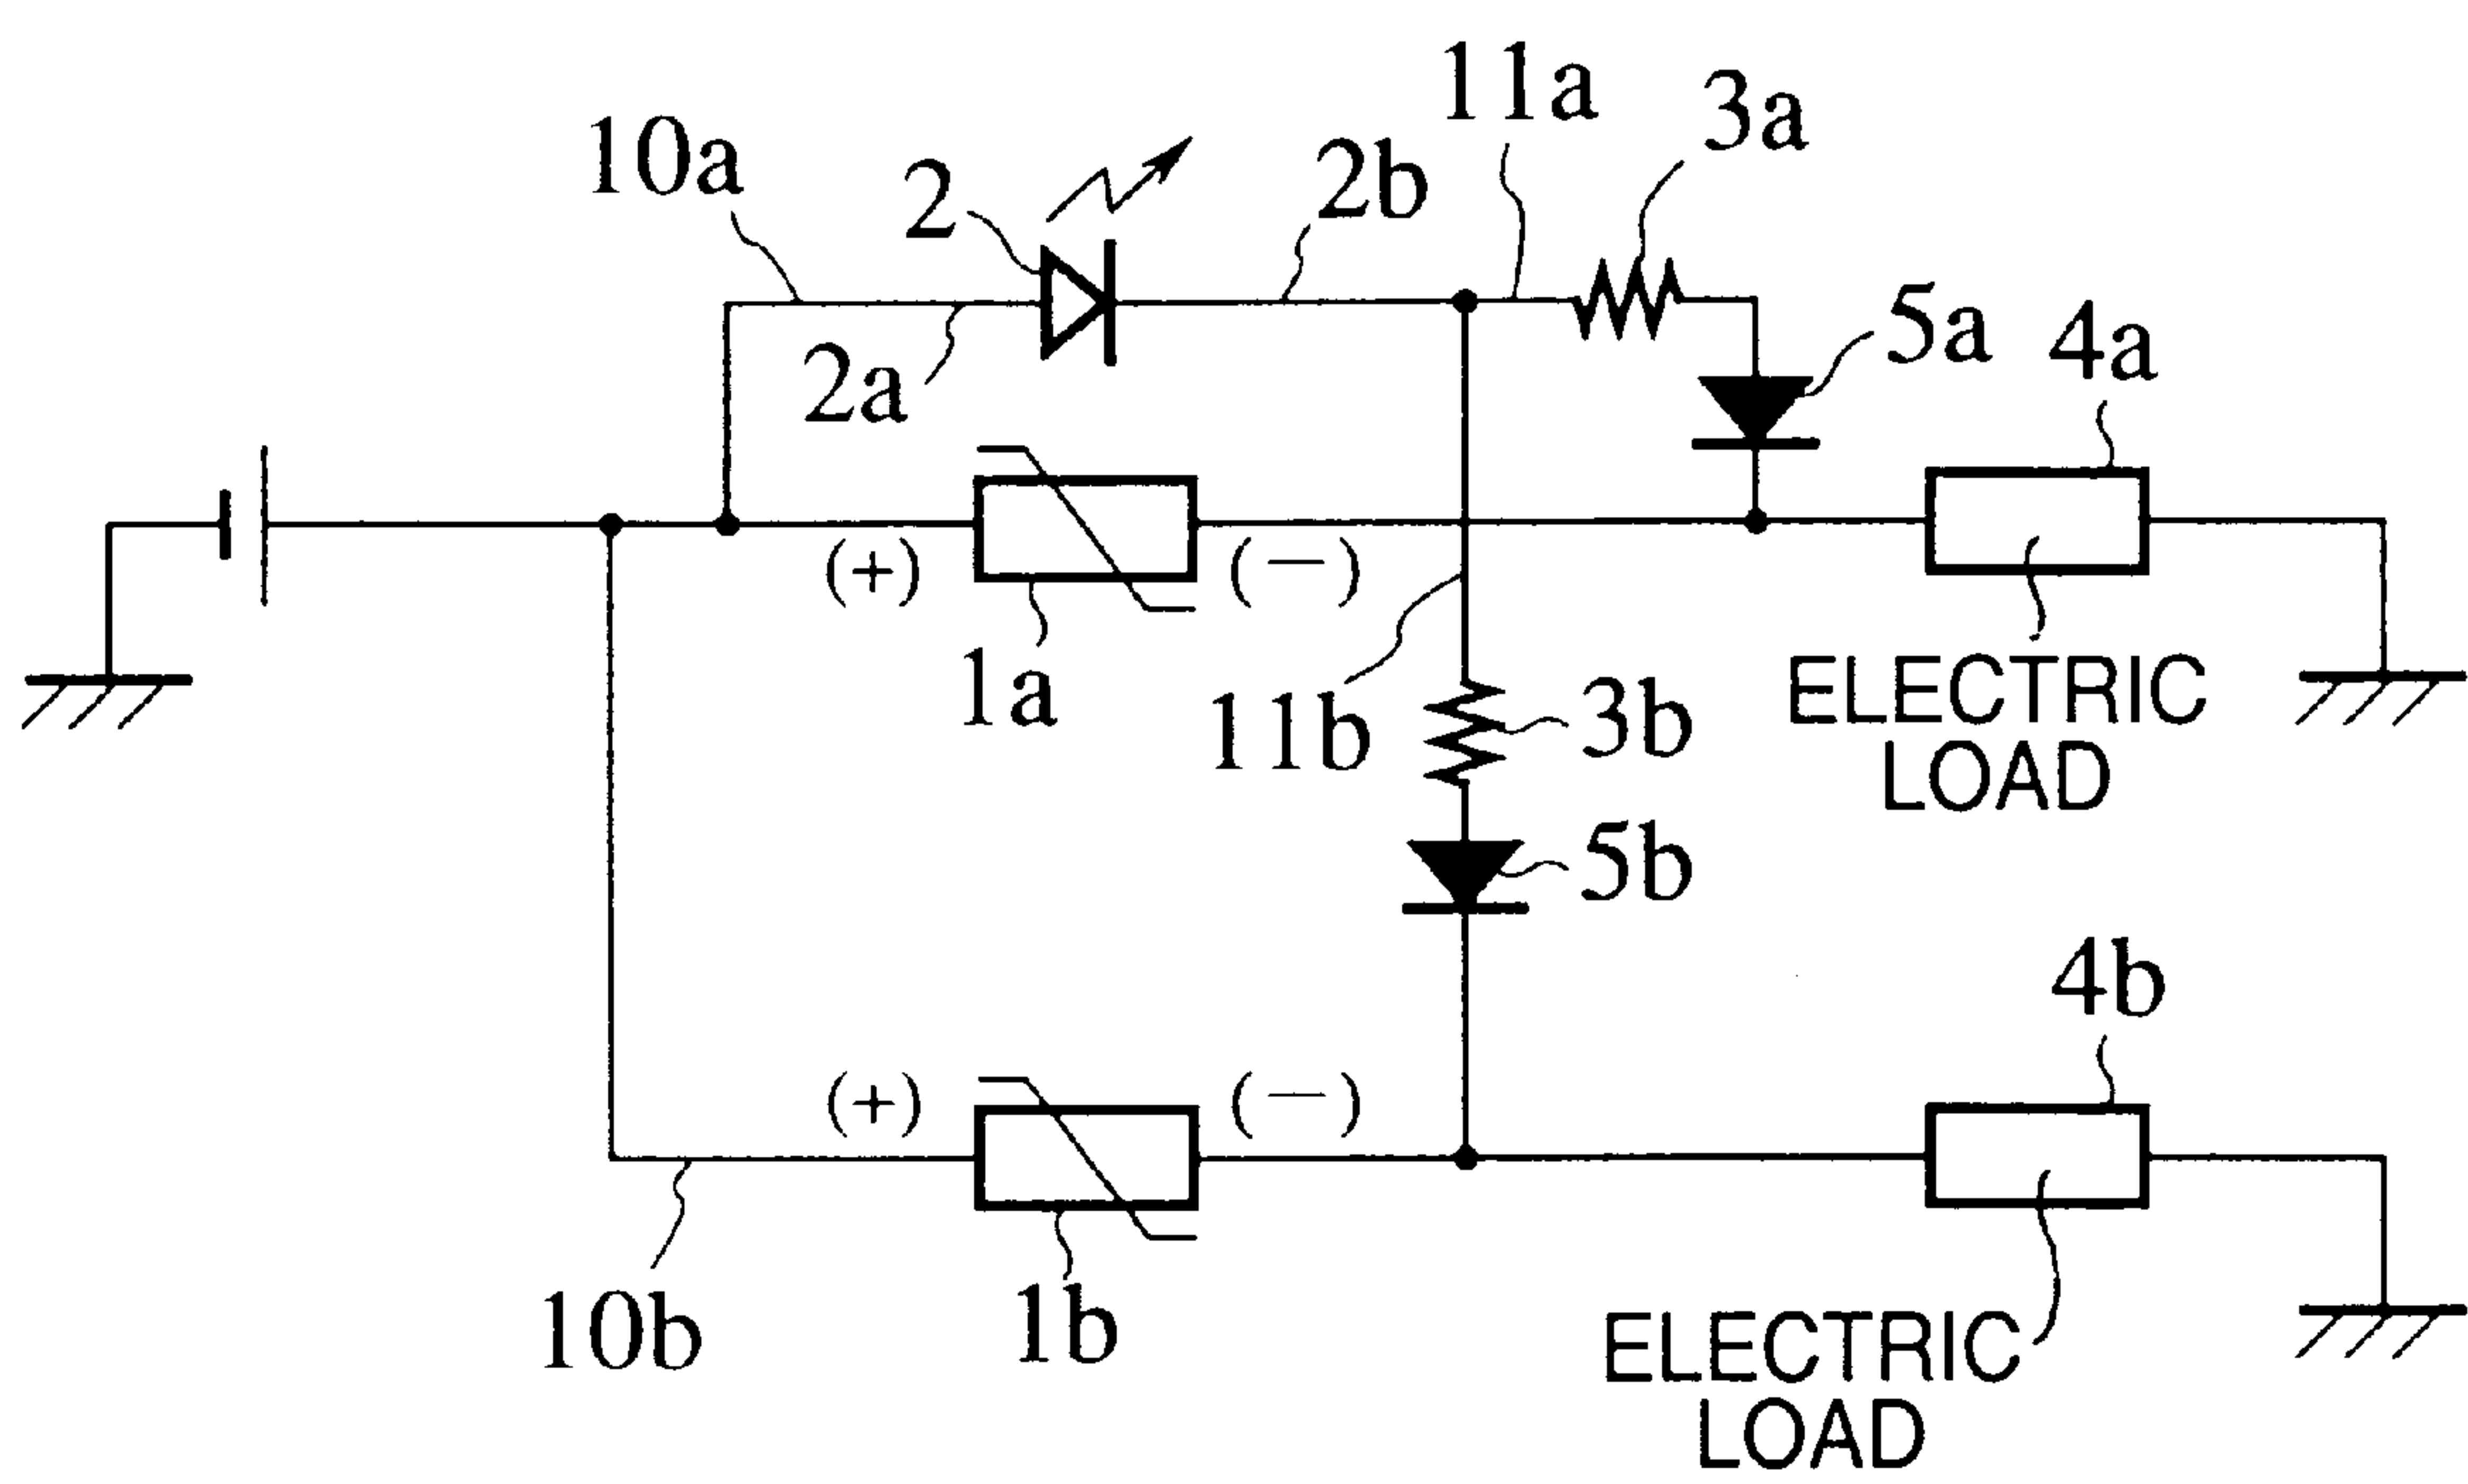 11a
3a
10a
2
2b
5a
4a
2a
(+)
(—)
1a
11b
3b
ELECTRIC
LOAD
5b
4b
(+)
(—)
10b
1b
ELECTRIC
LOAD